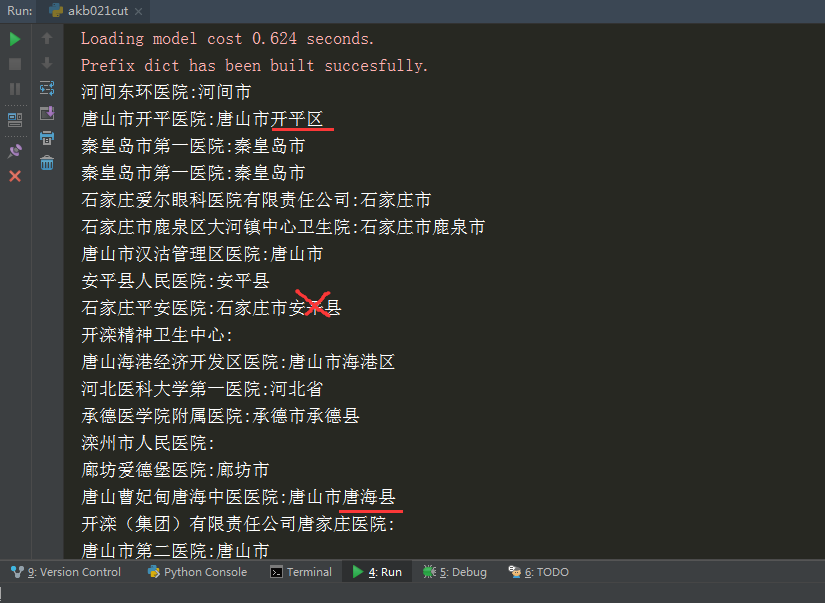 Run: akb021cut
Loading model cost 0.624 seconds.
Prefix dict has been built succesfully.
河间东环医院:河间市
唐山市开平医院:唐山市开平区
秦皇岛市第一医院:秦皇岛市
秦皇岛市第一医院:秦皇岛市
石家庄爱尔眼科医院有限责任公司:石家庄市
石家庄市鹿泉区大河镇中心卫生院:石家庄市鹿泉市
唐山市汉沽管理区医院:唐山市
安平县人民医院:安平县
石家庄平安医院:石家庄市安平县
开滦精神卫生中心:
唐山海港经济开发区医院:唐山市海港区
河北医科大学第一医院:河北省
承德医学院附属医院:承德市承德县
滦州市人民医院:
廊坊爱德堡医院:廊坊市
唐山曹妃甸唐海中医医院:唐山市唐海县
开滦（集团）有限责任公司唐家庄医院:
唐山市第二医院:唐山市
9: Version Control Python Console Terminal 4: Run 5: Debug 6: TODO